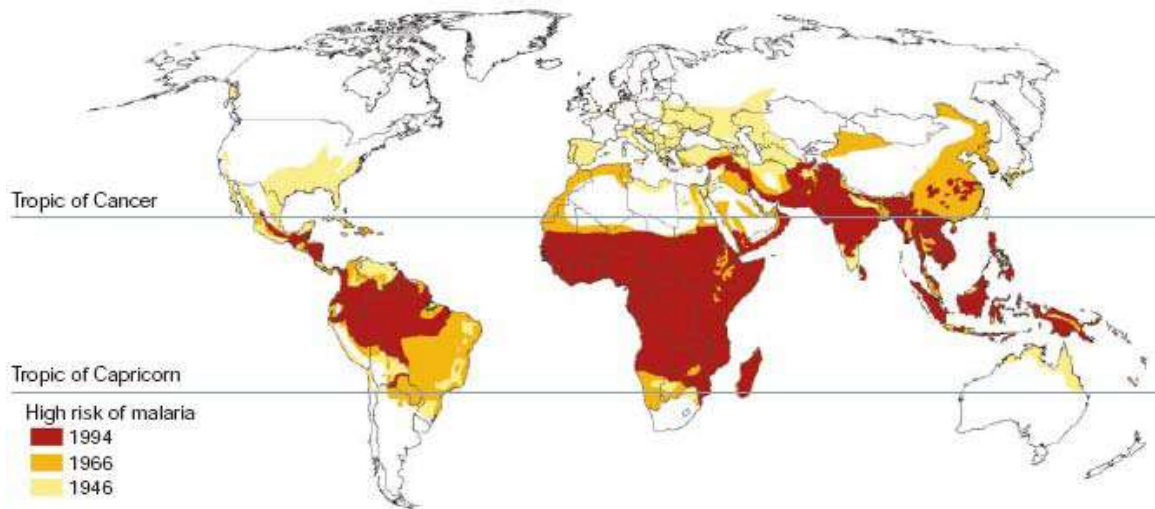 Tropic of Cancer
Tropic of Capricorn
High risk of malaria
1994
1966
1946